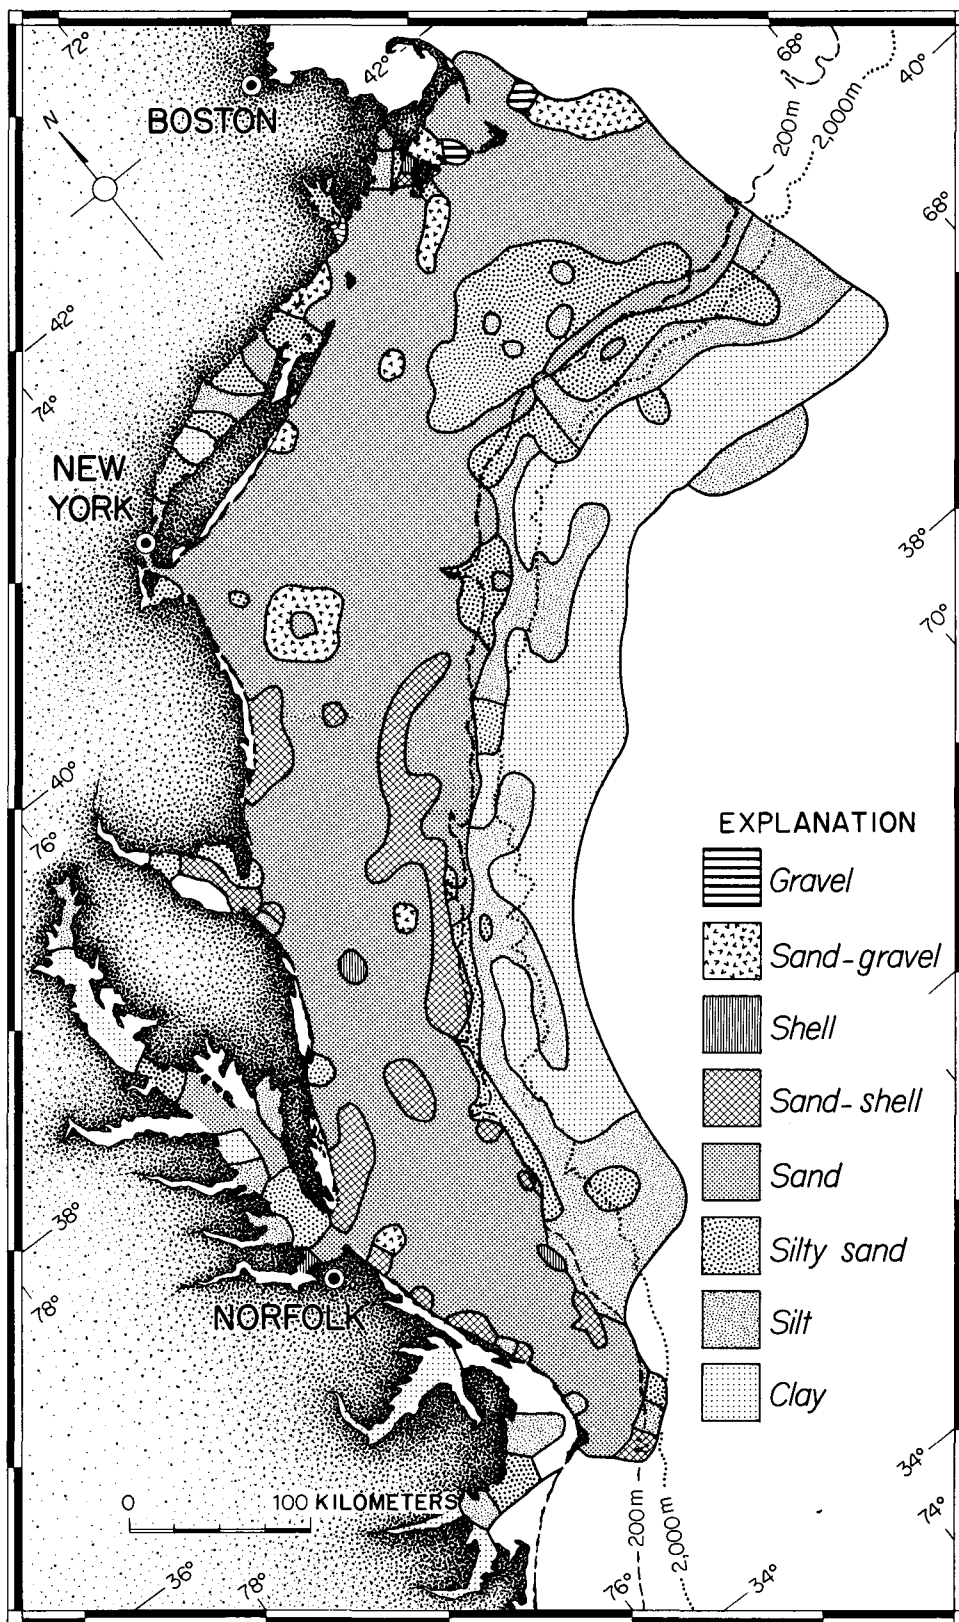 72°
42°
68°
40°
200m
2,000m
BOSTON
N
68°
42°
74°
NEW
YORK
38°
70°
40°
76°
EXPLANATION
Gravel
Sand-gravel
Shell
Sand-shell
Sand
Silty sand
Silt
Clay
38°
78°
NORFOLK
34°
74°
0 100 KILOMETERS
200m
2,000m
36°
78°
76°
34°